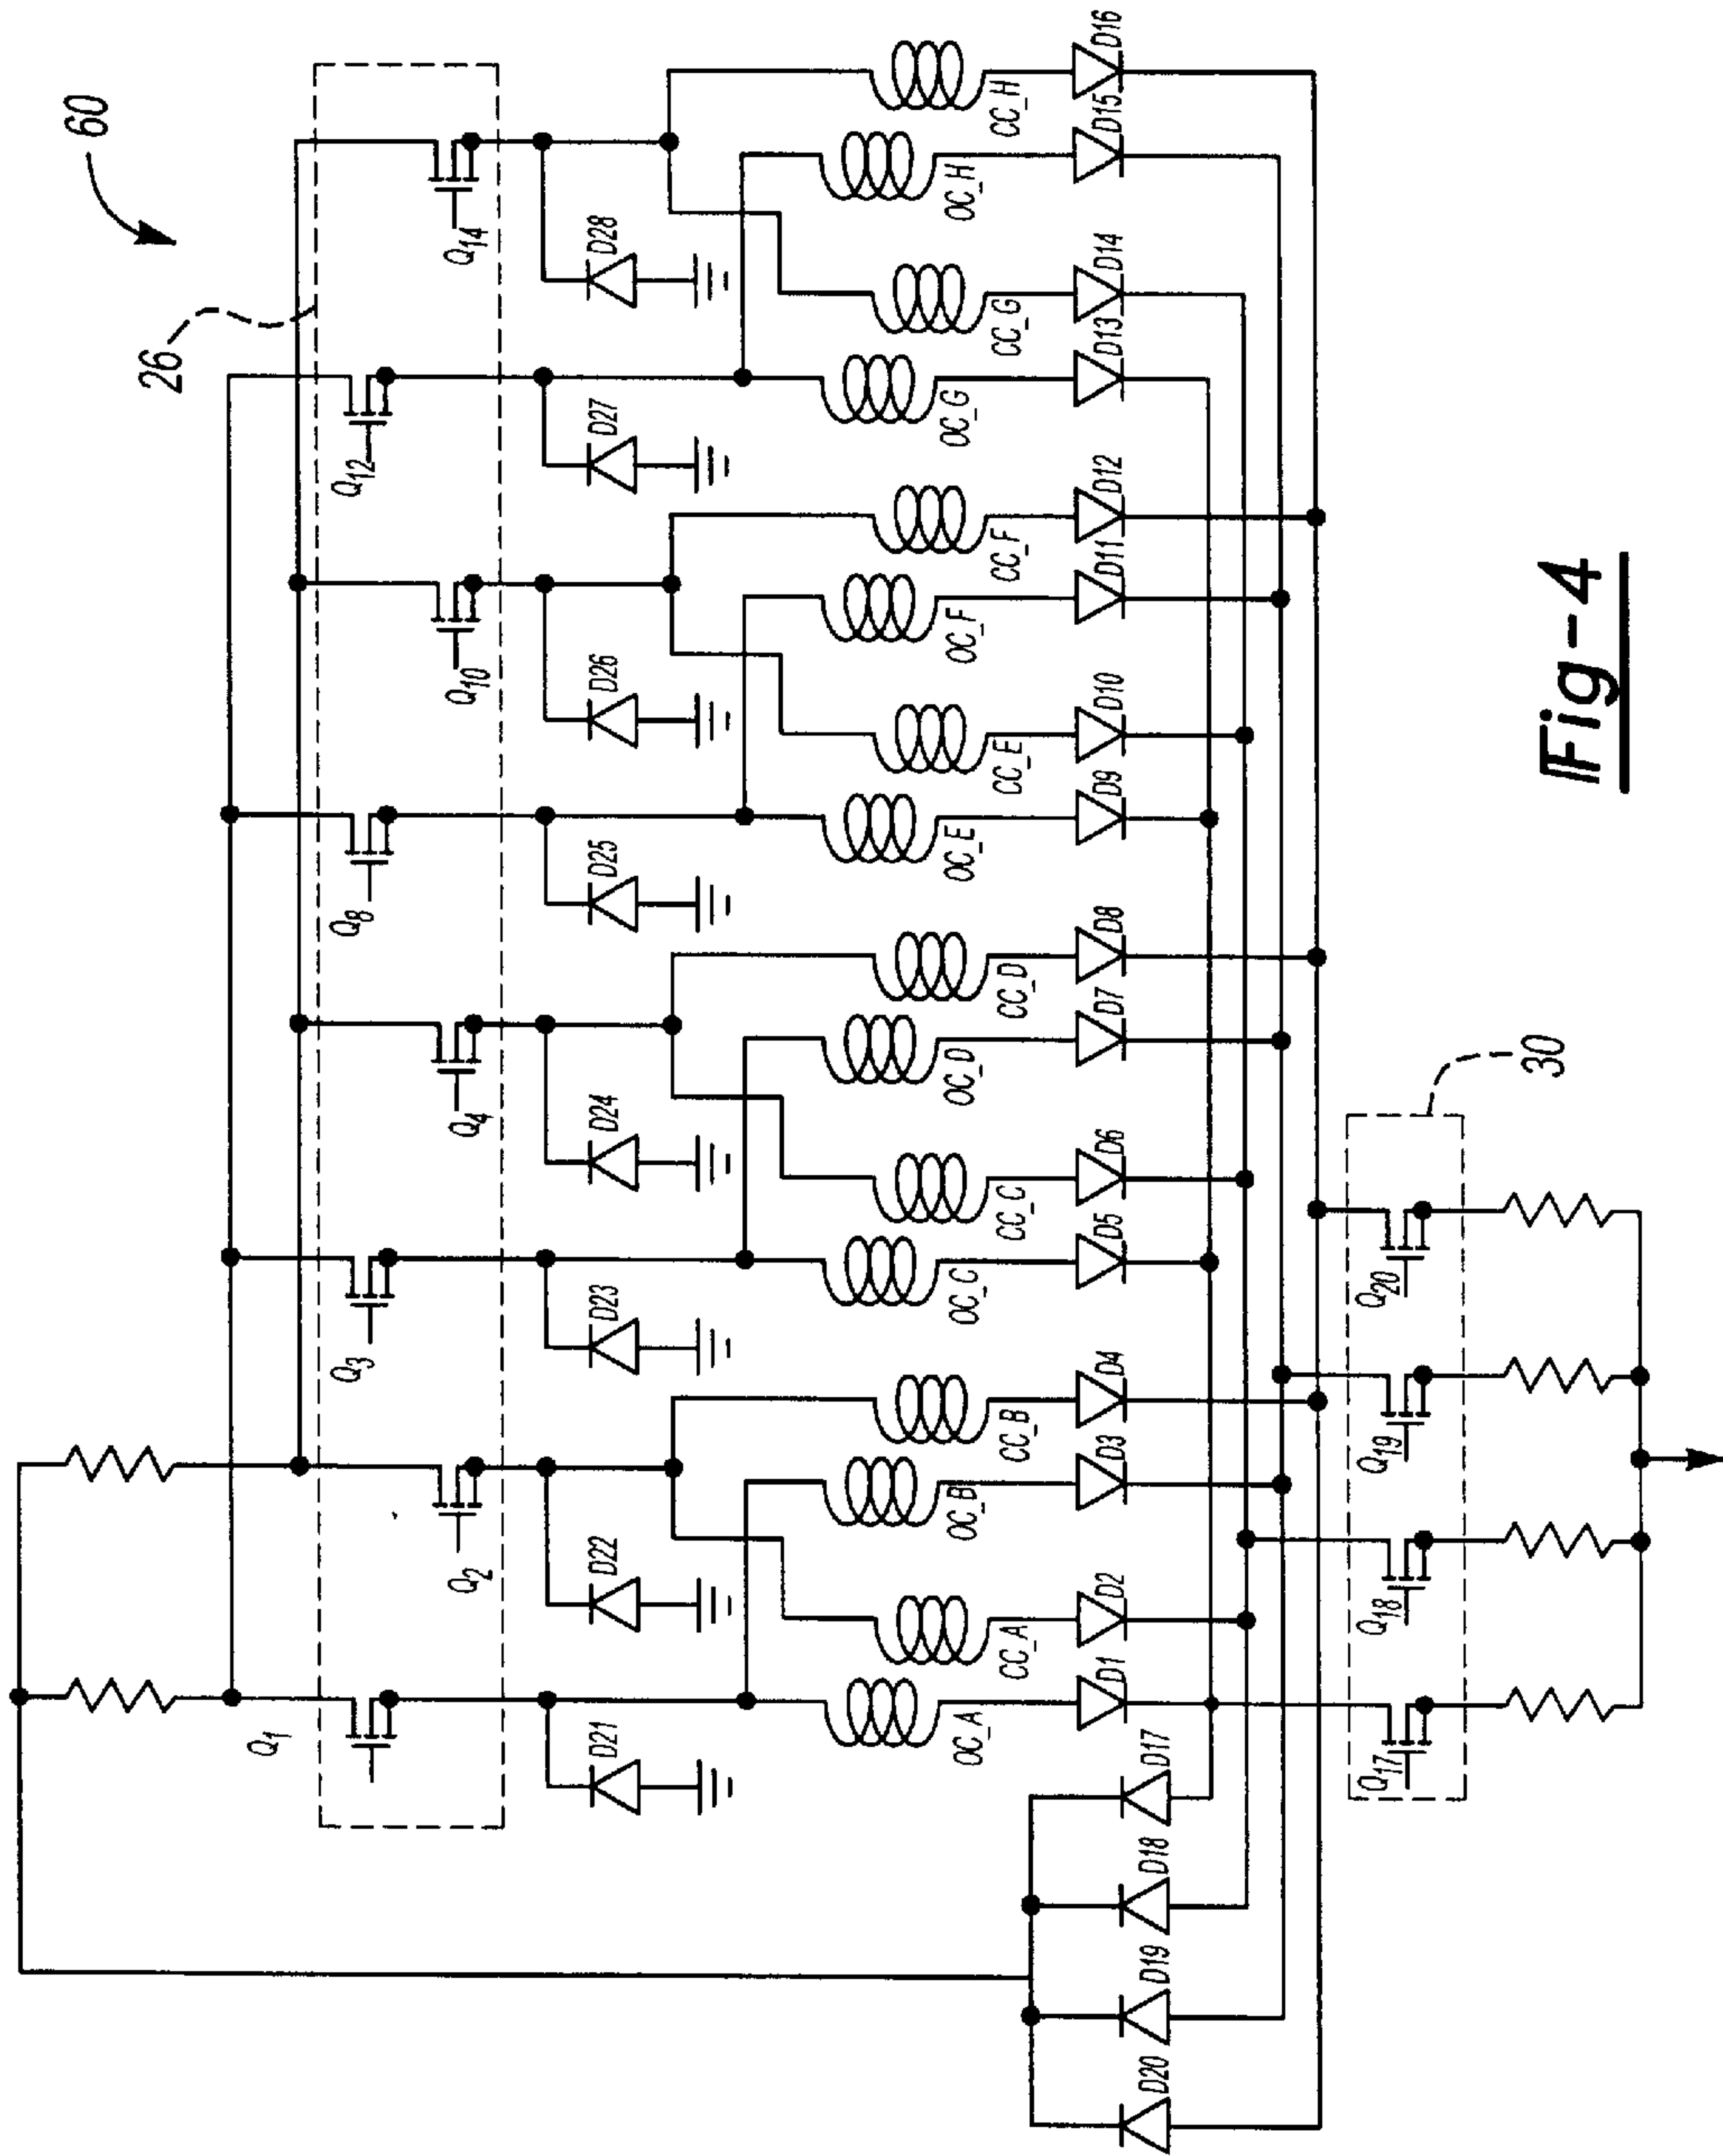 60
26
Q1
Q2
Q3
Q4
Q8
Q10
Q12
Q14
D21
D22
D23
D24
D25
D26
D27
D28
OC_A
CC_A
OC_B
CC_B
OC_C
CC_C
OC_D
CC_D
OC_E
CC_E
OC_F
CC_F
OC_G
CC_G
OC_H
CC_H
D20
D19
D18
D17
D1
D2
D3
D4
D5
D6
D7
D8
D9
D10
D11
D12
D13
D14
D15
D16
Q17
Q18
Q19
Q20
30
Fig-4